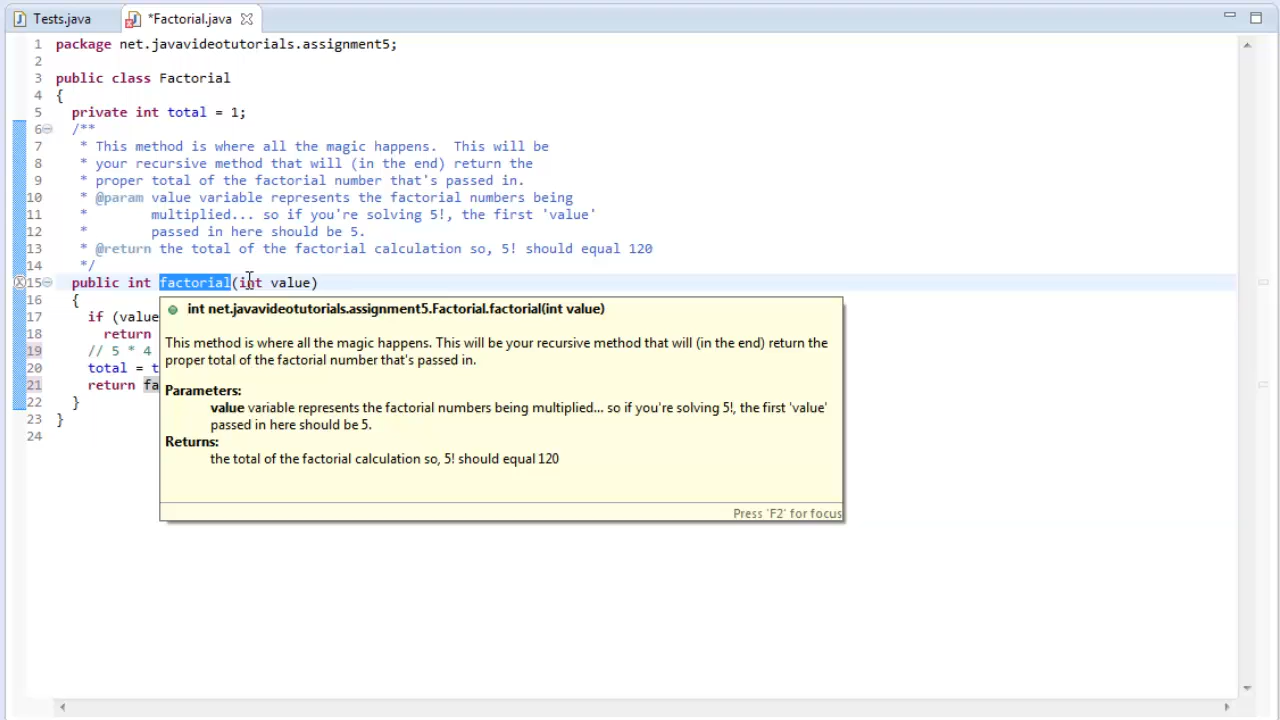 Tests.java
*Factorial.java
1 package net.javavideotutorials.assignment5;
2
3 public class Factorial
4 {
5 private int total = 1;
6 /**
7 * This method is where all the magic happens.  This will be
8 * your recursive method that will (in the end) return the
9 * proper total of the factorial number that's passed in.
10 * @param value variable represents the factorial numbers being
11 * multiplied... so if you're solving 5!, the first 'value'
12 * passed in here should be 5.
13 * @return the total of the factorial calculation so, 5! should equal 120
14 */
15 public int factorial(int value)
16 {
17 if (value
18 return
19 // 5 * 4
20 total = t
21 return fa
22 }
23 }
24
int net.javavideotutorials.assignment5.Factorial.factorial(int value)
This method is where all the magic happens. This will be your recursive method that will (in the end) return the
proper total of the factorial number that's passed in.
Parameters:
value variable represents the factorial numbers being multiplied... so if you're solving 5!, the first 'value'
passed in here should be 5.
Returns:
the total of the factorial calculation so, 5! should equal 120
Press 'F2' for focus